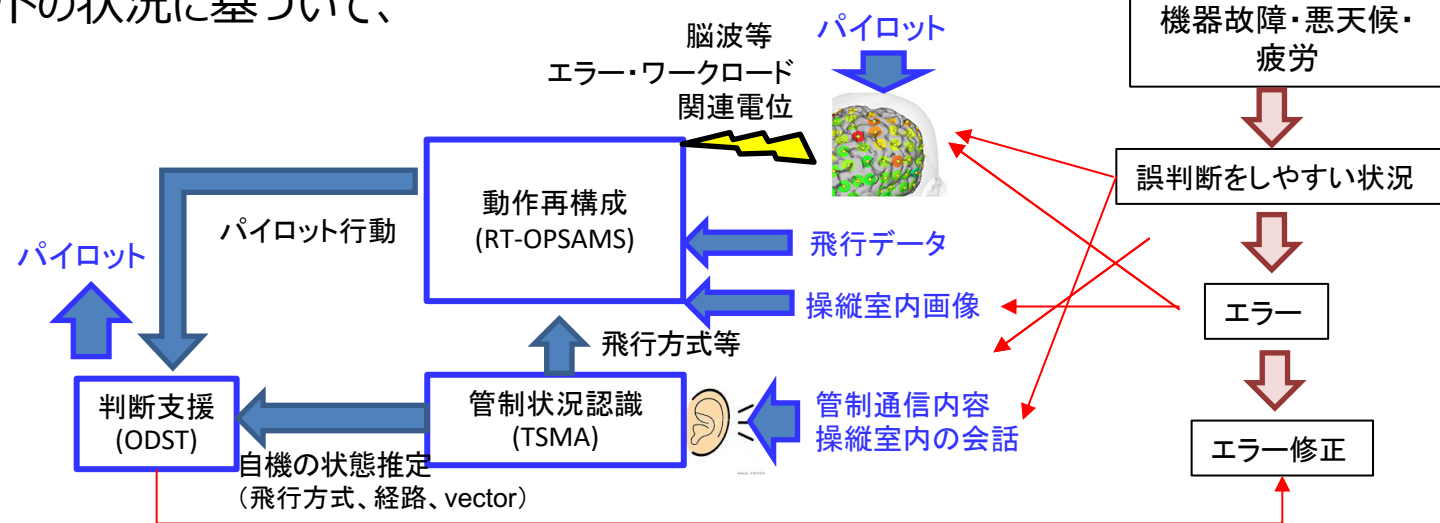 トの状況に基づいて、
脳波等
エラー・ワークロード
関連電位
パイロット
機器故障・悪天候・
疲労
誤判断をしやすい状況
動作再構成
(RT-OPSAMS)
パイロット行動
飛行データ
パイロット
操縦室内画像
エラー
飛行方式等
判断支援
(ODST)
管制状況認識
(TSMA)
管制通信内容
操縦室内の会話
エラー修正
自機の状態推定
（飛行方式、経路、vector）